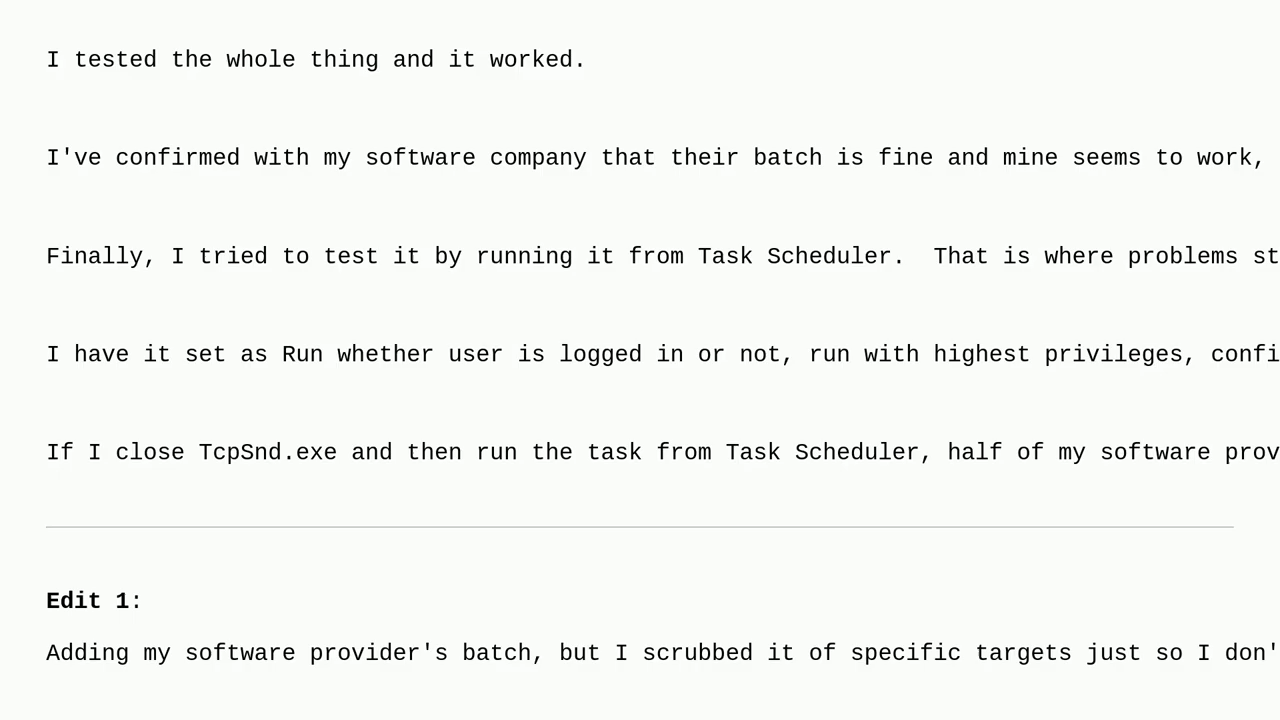 I tested the whole thing and it worked.
I've confirmed with my software company that their batch is fine and mine seems to work,
Finally, I tried to test it by running it from Task Scheduler.  That is where problems st
I have it set as Run whether user is logged in or not, run with highest privileges, confi
If I close TcpSnd.exe and then run the task from Task Scheduler, half of my software prov
Edit 1:
Adding my software provider's batch, but I scrubbed it of specific targets just so I don'